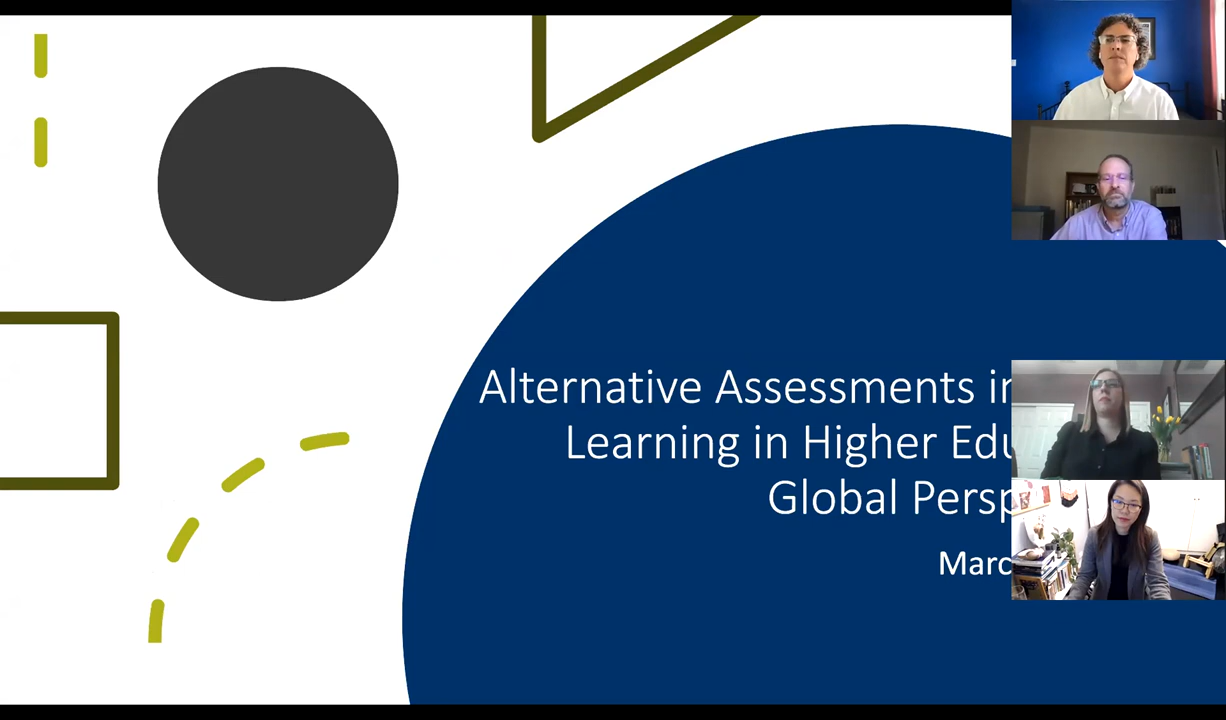 Alternative Assessments in
Learning in Higher Edu
Global Persp
Marc